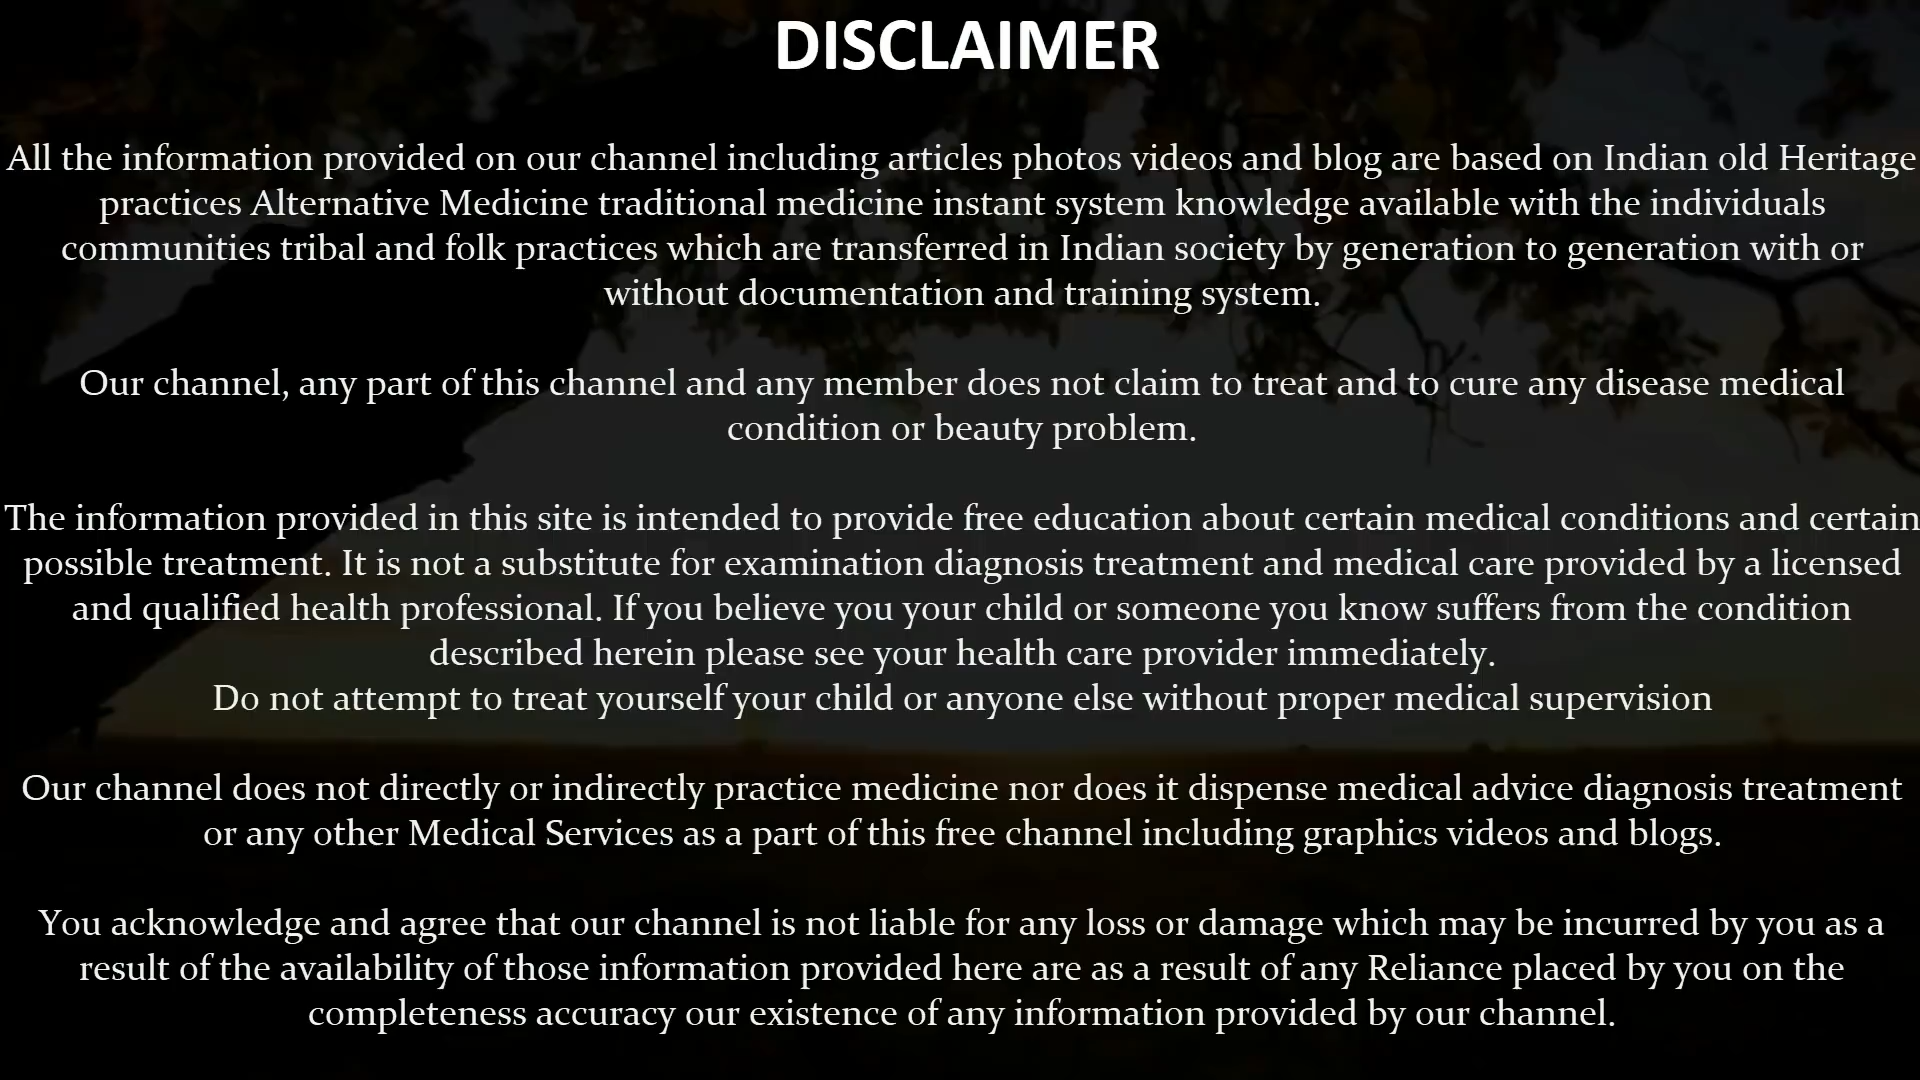 DISCLAIMER
All the information provided on our channel including articles photos videos and blog are based on Indian old Heritage
practices Alternative Medicine traditional medicine instant system knowledge available with the individuals
communities tribal and folk practices which are transferred in Indian society by generation to generation with or
without documentation and training system.
Our channel, any part of this channel and any member does not claim to treat and to cure any disease medical
condition or beauty problem.
The information provided in this site is intended to provide free education about certain medical conditions and certain
possible treatment. It is not a substitute for examination diagnosis treatment and medical care provided by a licensed
and qualified health professional. If you believe you your child or someone you know suffers from the condition
described herein please see your health care provider immediately.
Do not attempt to treat yourself your child or anyone else without proper medical supervision
Our channel does not directly or indirectly practice medicine nor does it dispense medical advice diagnosis treatment
or any other Medical Services as a part of this free channel including graphics videos and blogs.
You acknowledge and agree that our channel is not liable for any loss or damage which may be incurred by you as a
result of the availability of those information provided here are as a result of any Reliance placed by you on the
completeness accuracy our existence of any information provided by our channel.